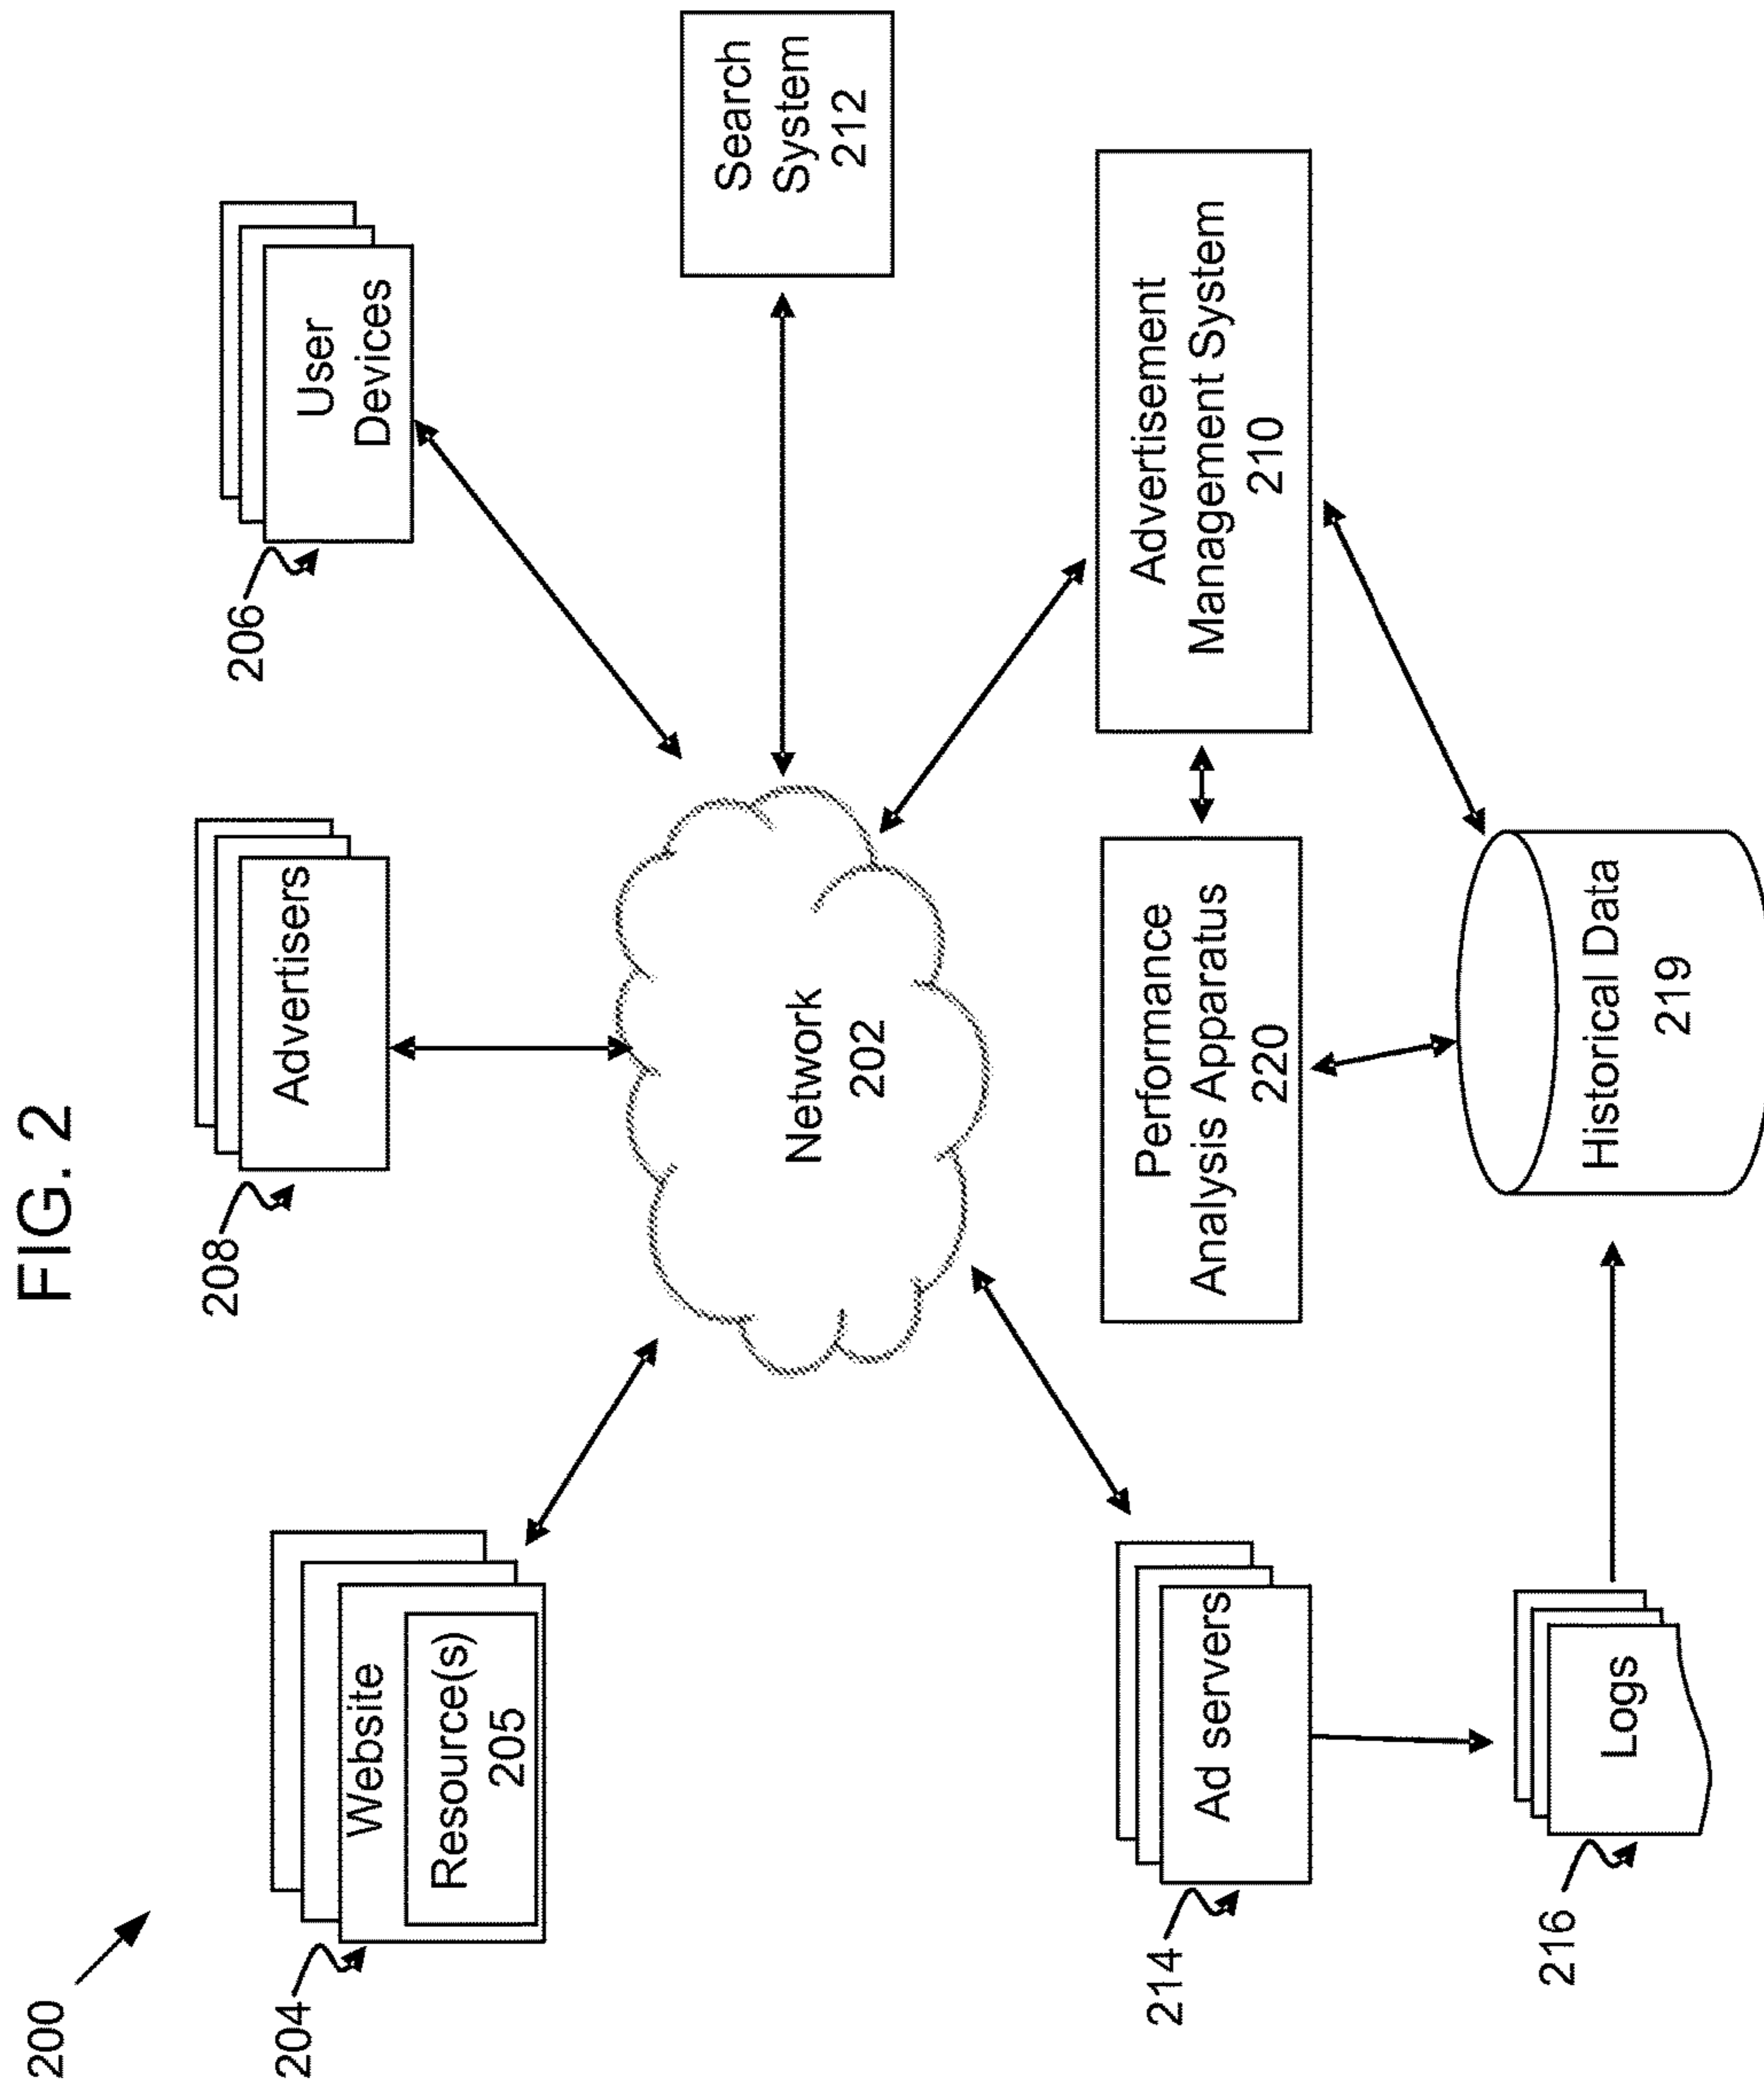 FIG. 2
200
204
Website
Resource(s)
205
208
Advertisers
206
User
Devices
Network
202
Search
System
212
214
Ad servers
Performance
Analysis Apparatus
220
Advertisement
Management System
210
216
Logs
Historical Data
219